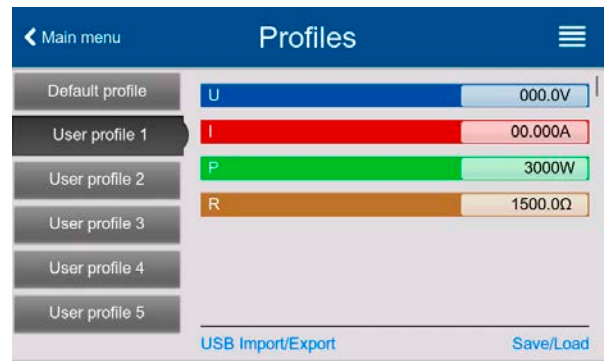 Main menu
Profiles
Default profile
User profile 1
User profile 2
User profile 3
User profile 4
User profile 5
U 000.0V
I 00.000A
P 3000W
R 1500.0Ω
USB Import/Export
Save/Load